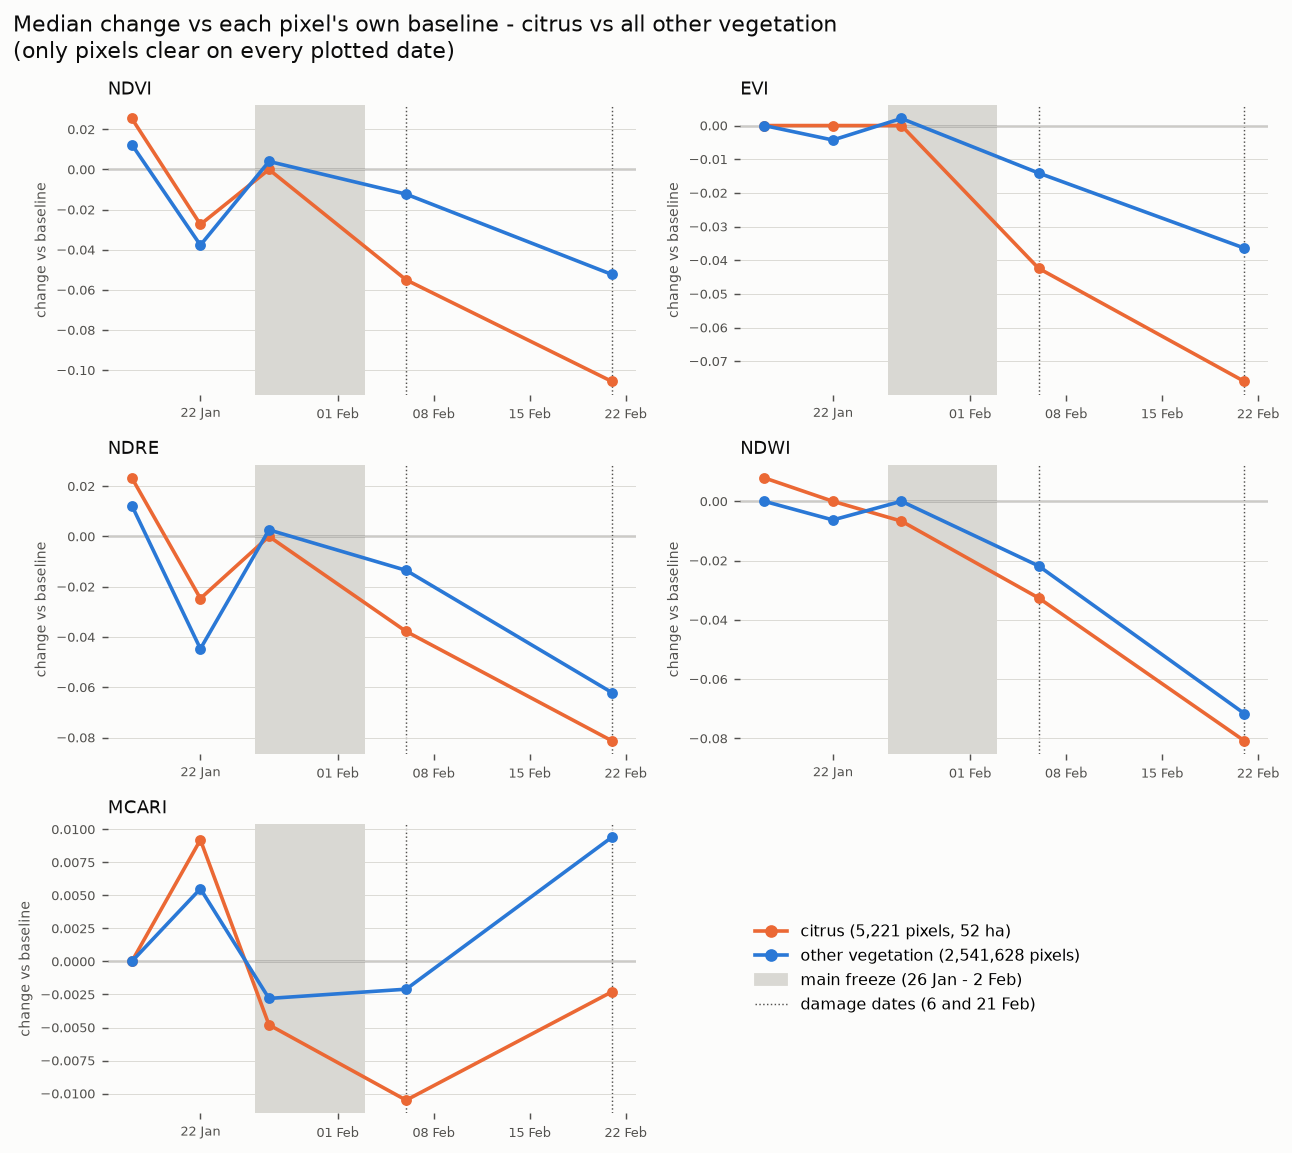 Median change vs each pixel's own baseline - citrus vs all other vegetation
(only pixels clear on every plotted date)
NDVI
change vs baseline
0.02
0.00
−0.02
−0.04
−0.06
−0.08
−0.10
22 Jan
01 Feb
08 Feb
15 Feb
22 Feb
EVI
change vs baseline
0.00
−0.01
−0.02
−0.03
−0.04
−0.05
−0.06
−0.07
22 Jan
01 Feb
08 Feb
15 Feb
22 Feb
NDRE
change vs baseline
0.02
0.00
−0.02
−0.04
−0.06
−0.08
22 Jan
01 Feb
08 Feb
15 Feb
22 Feb
NDWI
change vs baseline
0.00
−0.02
−0.04
−0.06
−0.08
22 Jan
01 Feb
08 Feb
15 Feb
22 Feb
MCARI
change vs baseline
0.0100
0.0075
0.0050
0.0025
0.0000
−0.0025
−0.0050
−0.0075
−0.0100
22 Jan
01 Feb
08 Feb
15 Feb
22 Feb
citrus (5,221 pixels, 52 ha)
other vegetation (2,541,628 pixels)
main freeze (26 Jan - 2 Feb)
damage dates (6 and 21 Feb)